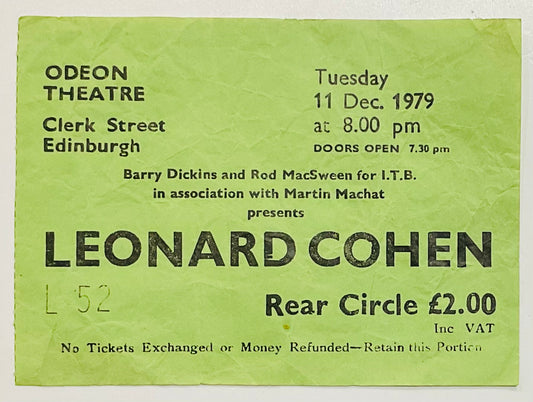 ODEON
THEATRE
Clerk Street
Edinburgh
Tuesday
11 Dec. 1979
at 8.00 pm
DOORS OPEN 7.30 pm
Barry Dickins and Rod MacSween for I.T.B.
in association with Martin Machat
presents
LEONARD COHEN
L 52
Rear Circle £2.00
Inc VAT
No Tickets Exchanged or Money Refunded—Retain this Portion